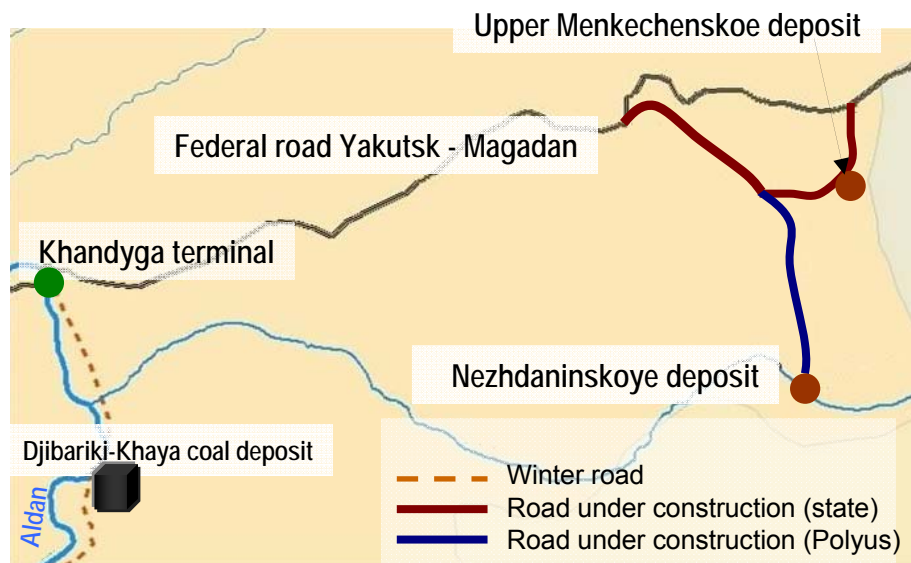 Upper Menkechenskoe deposit
Federal road Yakutsk - Magadan
Khandyga terminal
Nezhdaninskoye deposit
Djibariki-Khaya coal deposit
Aldan
Winter road
Road under construction (state)
Road under construction (Polyus)